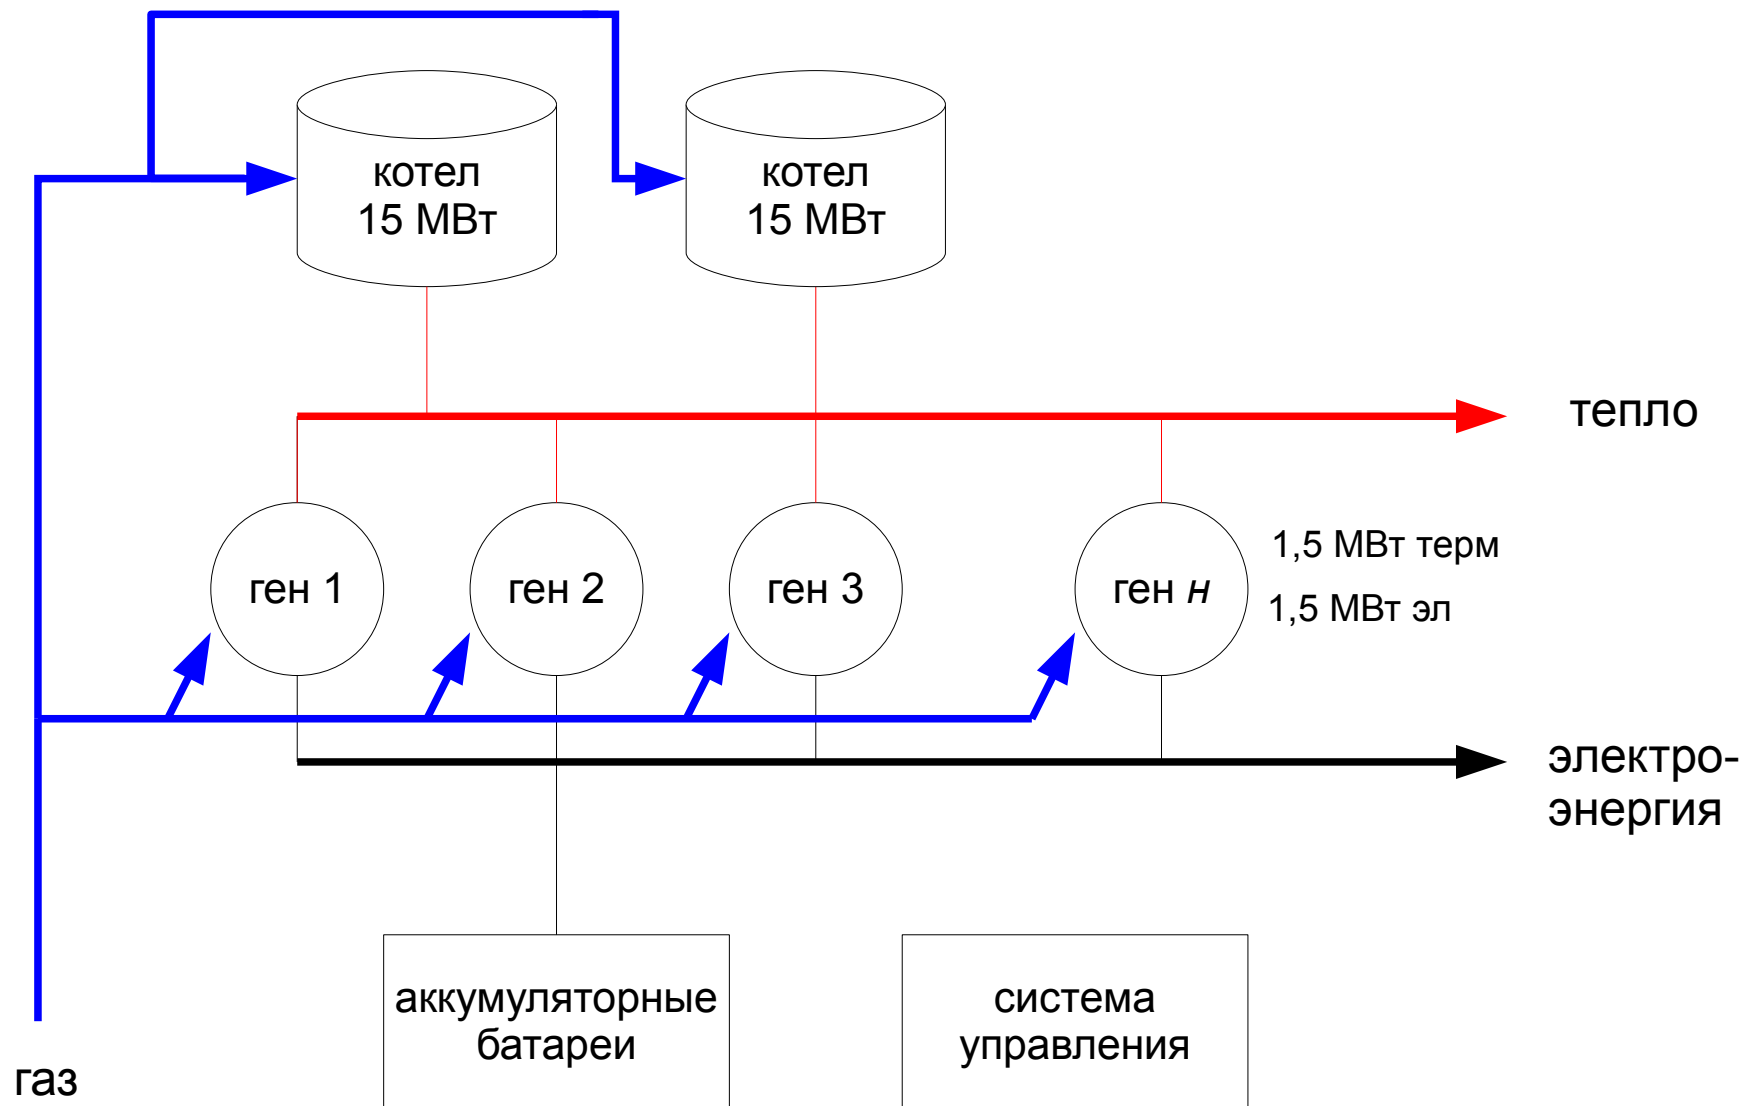 котел
15 МВт
котел
15 МВт
тепло
ген 1
ген 2
ген 3
ген н
1,5 МВт терм
1,5 МВт эл
электро-
энергия
аккумуляторные
батареи
система
управления
газ